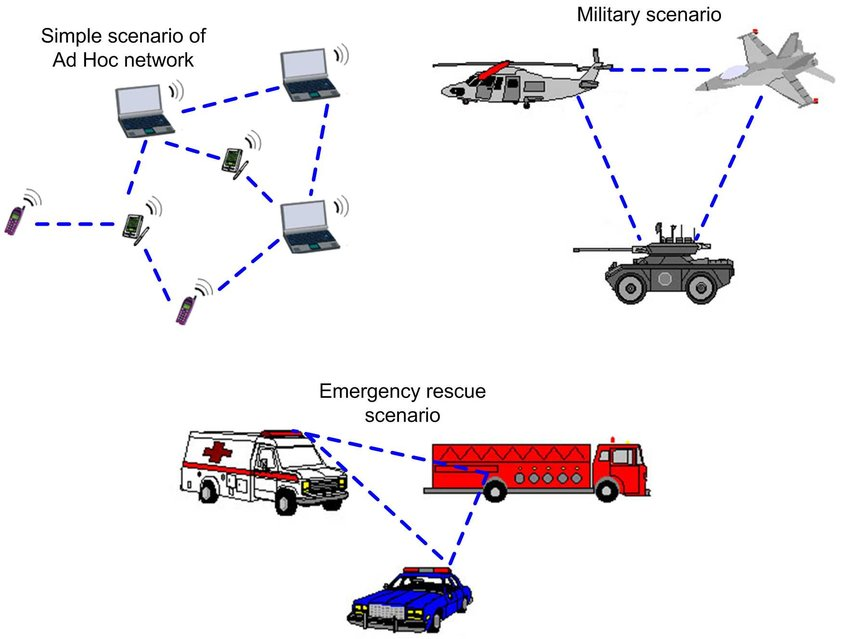 Simple scenario of
Ad Hoc network
Military scenario
Emergency rescue
scenario